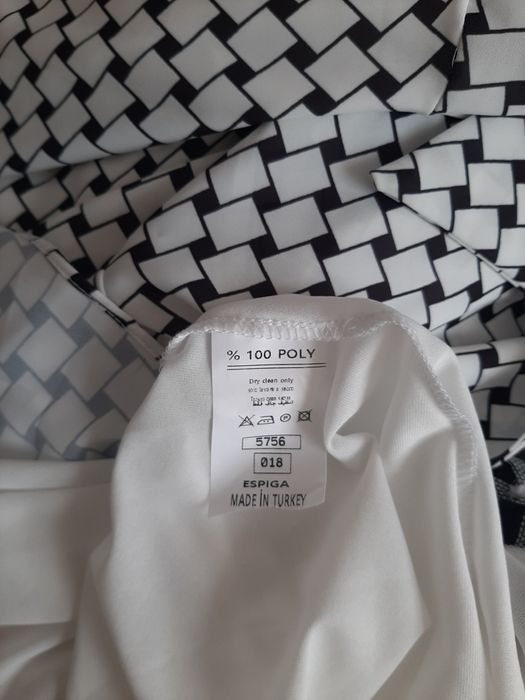 % 100 POLY
Dry clean only
5756
018
ESPIGA
MADE İN TURKEY